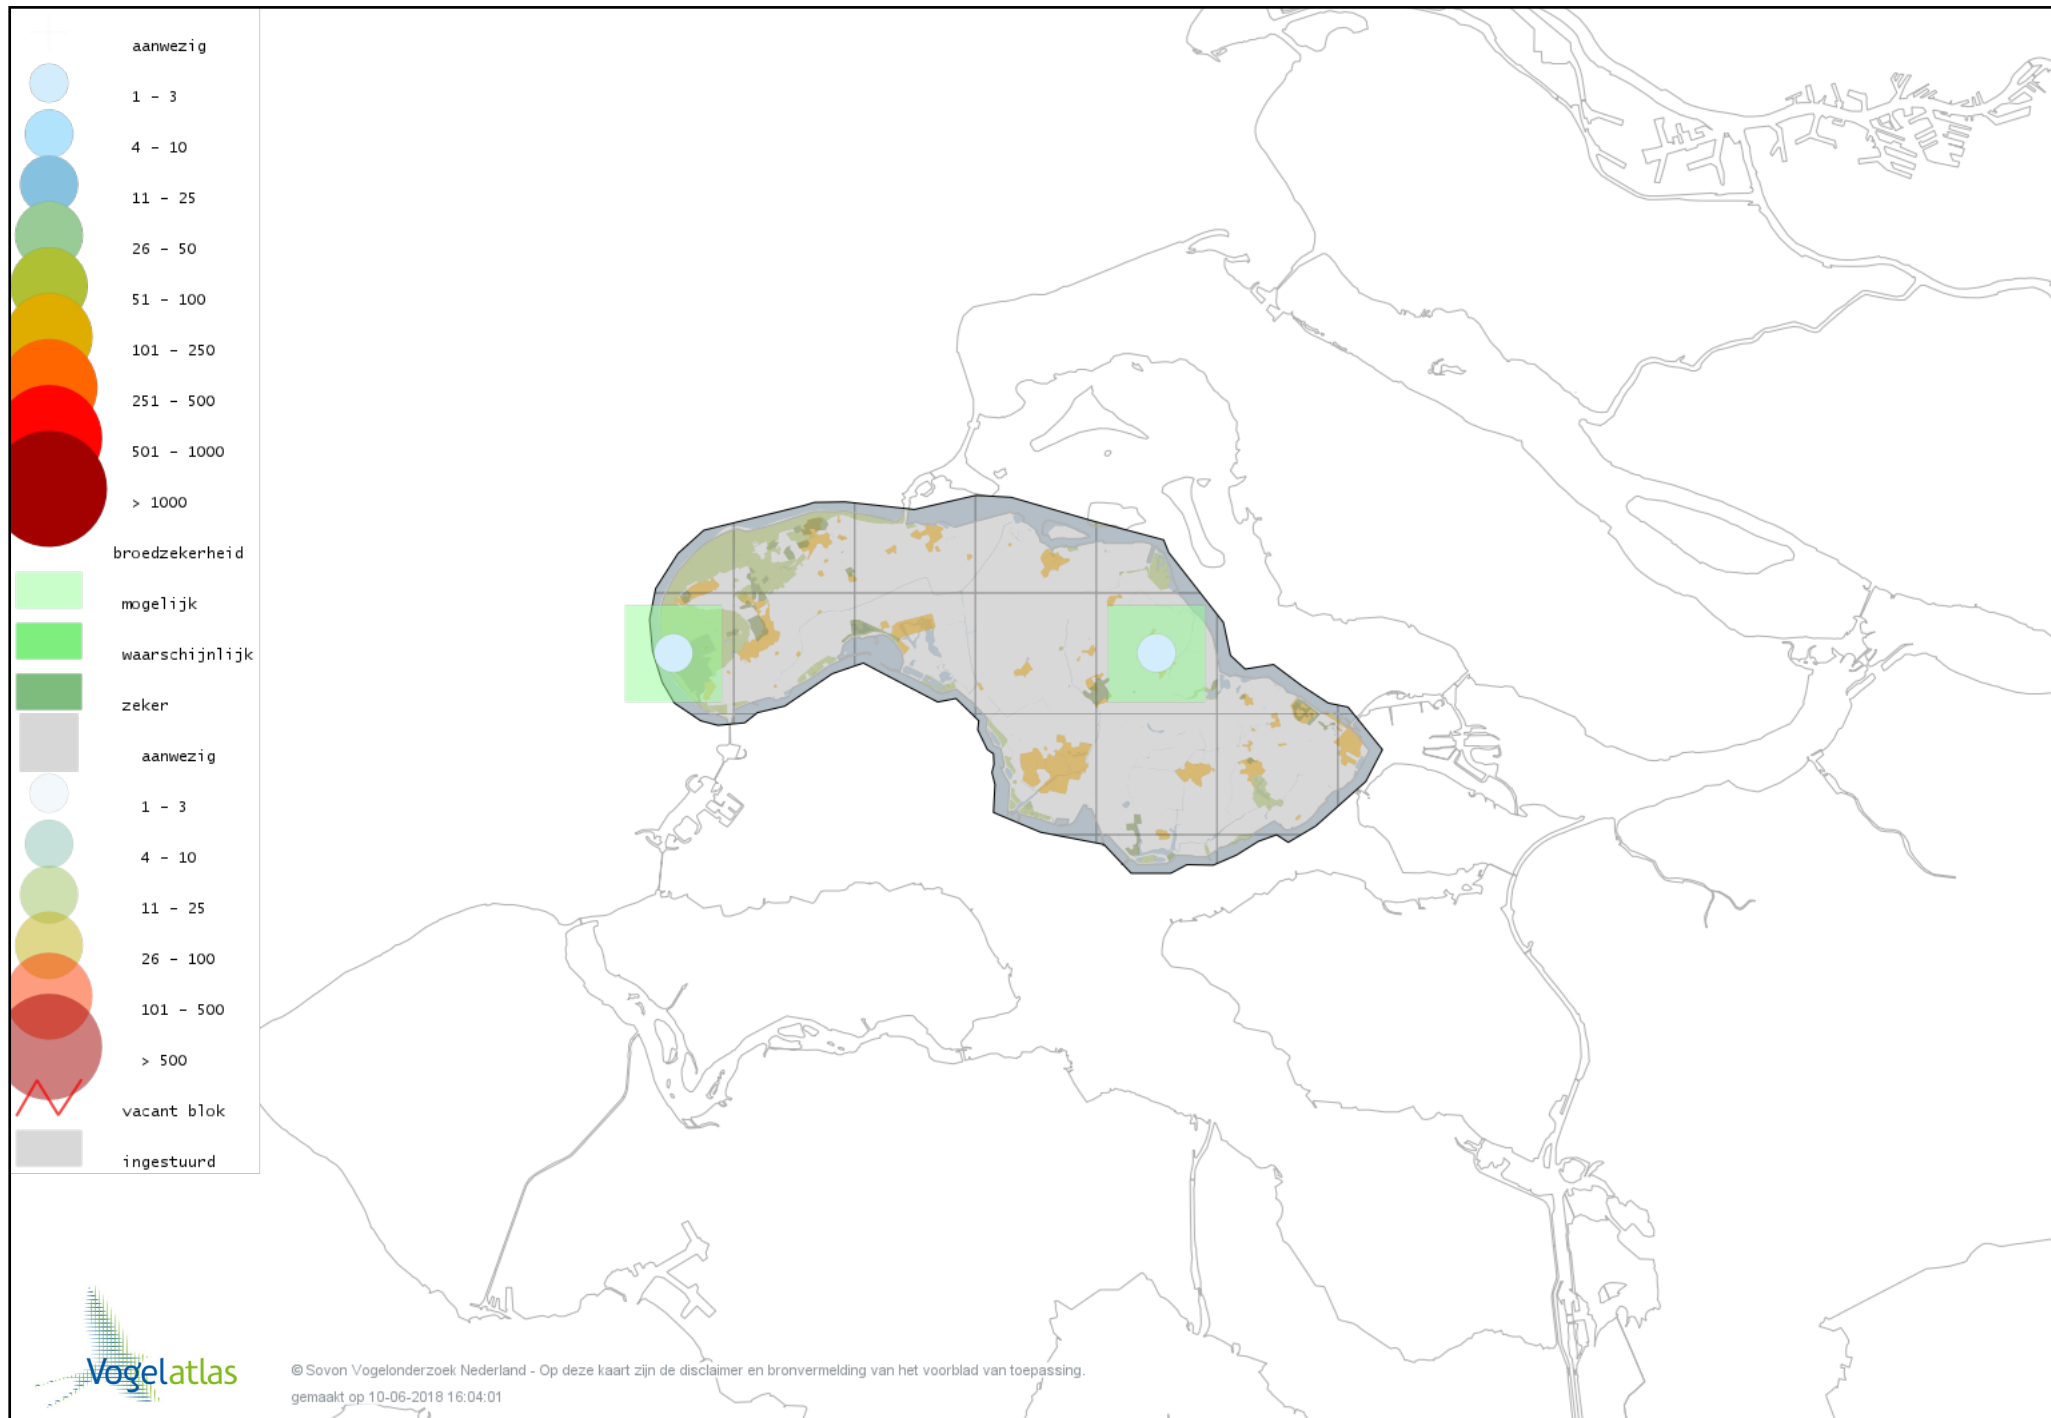 aanwezig
1 - 3
4 - 10
11 - 25
26 - 50
51 - 100
101 - 250
251 - 500
501 - 1000
> 1000
broedzekerheid
mogelijk
waarschijnlijk
zeker
aanwezig
1 - 3
4 - 10
11 - 25
26 - 100
101 - 500
> 500
vacant blok
ingestuurd
Vogelatlas
© Sovon Vogelonderzoek Nederland - Op deze kaart zijn de disclaimer en bronvermelding van het voorblad van toepassing.
gemaakt op 10-06-2018 16:04:01